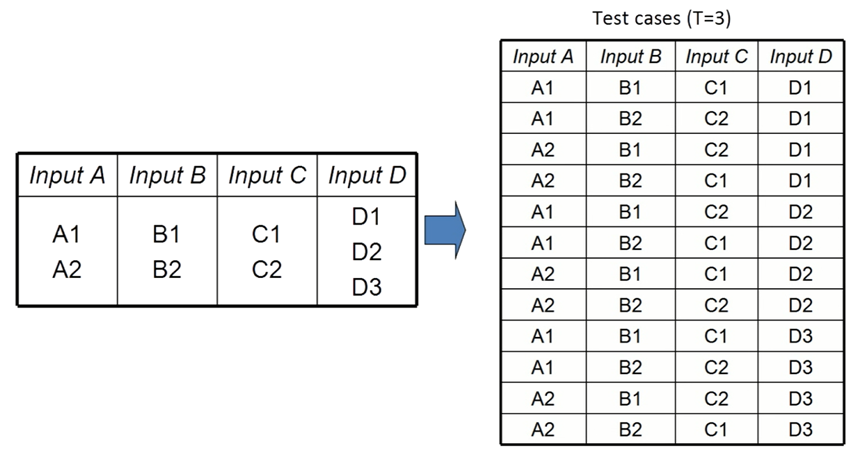 Test cases (T=3)
Input A Input B Input C Input D
A1 B1 C1 D1
A2 B2 C2 D2
D3
Input A Input B Input C Input D
A1 B1 C1 D1
A1 B2 C2 D1
A2 B1 C2 D1
A2 B2 C1 D1
A1 B1 C2 D2
A1 B2 C1 D2
A2 B1 C1 D2
A2 B2 C2 D2
A1 B1 C1 D3
A1 B2 C2 D3
A2 B1 C2 D3
A2 B2 C1 D3